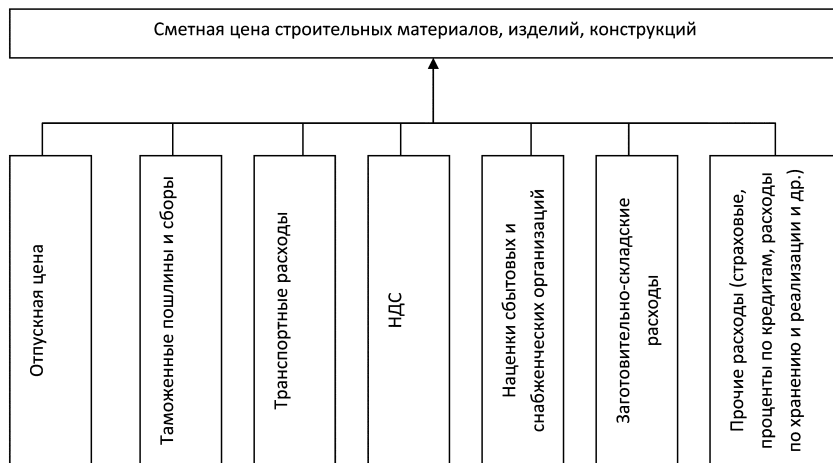 Сметная цена строительных материалов, изделий, конструкций
Отпускная цена
Таможенные пошлины и сборы
Транспортные расходы
НДС
Наценки сбытовых и
снабженческих организаций
Заготовительно-складские
расходы
Прочие расходы (страховые,
проценты по кредитам, расходы
по хранению и реализации и др.)